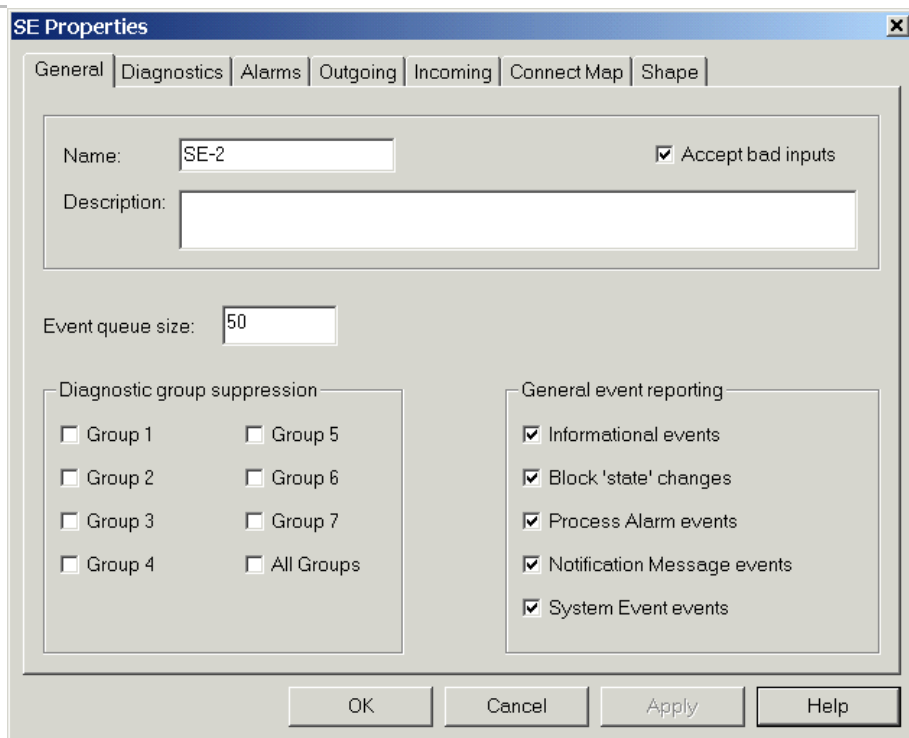 SE Properties
General Diagnostics Alarms Outgoing Incoming Connect Map Shape
Name: SE-2 Accept bad inputs
Description:
Event queue size: 50
Diagnostic group suppression General event reporting
Group 1 Group 5 Informational events
Group 2 Group 6 Block 'state' changes
Group 3 Group 7 Process Alarm events
Group 4 All Groups Notification Message events
System Event events
OK Cancel Apply Help